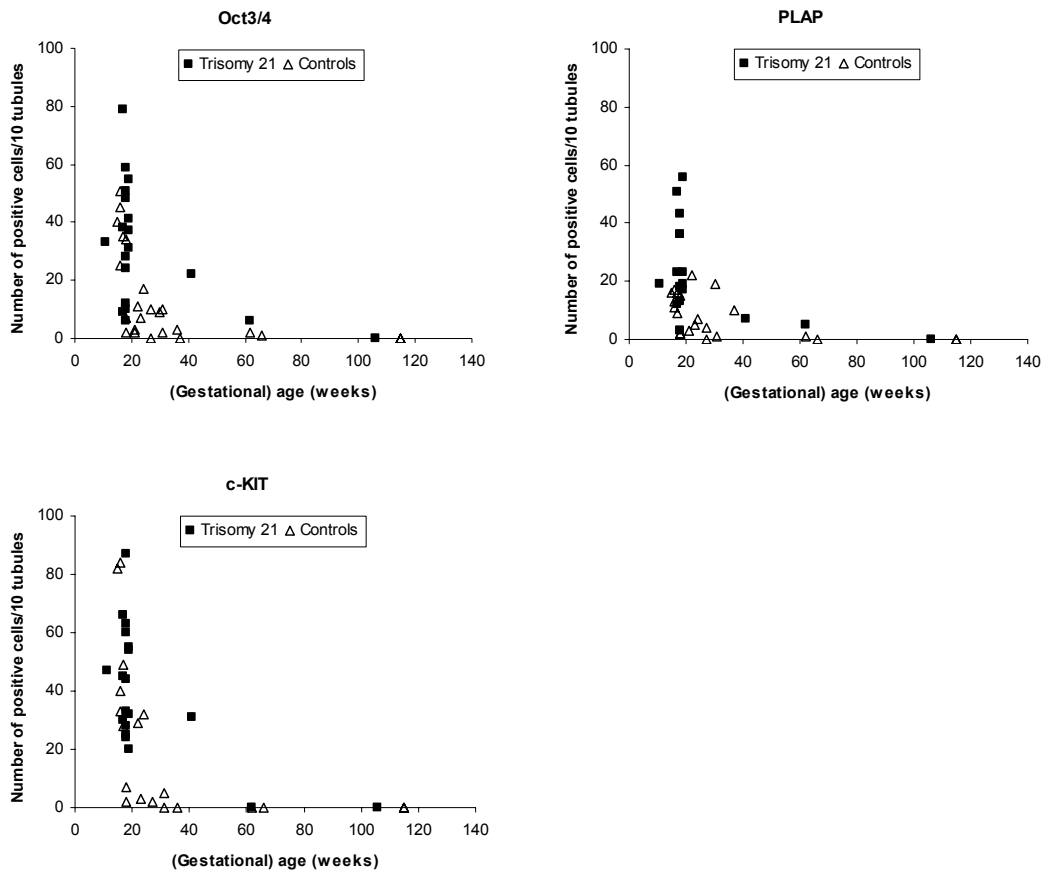 Oct3/4
Number of positive cells/10 tubules
100
80
60
40
20
0
■ Trisomy 21 △ Controls
0 20 40 60 80 100 120 140
(Gestational) age (weeks)
PLAP
Number of positive cells/10 tubules
100
80
60
40
20
0
■ Trisomy 21 △ Controls
0 20 40 60 80 100 120 140
(Gestational) age (weeks)
c-KIT
Number of positive cells/10 tubules
100
80
60
40
20
0
■ Trisomy 21 △ Controls
0 20 40 60 80 100 120 140
(Gestational) age (weeks)